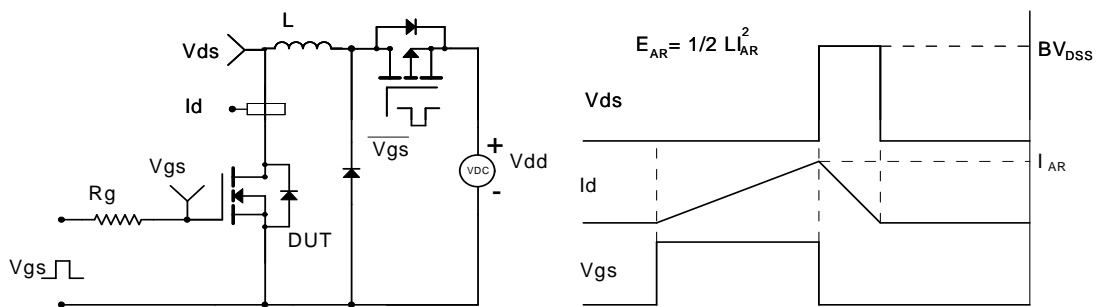 L
Vds
Id
Vgs
Rg
DUT
Vgs
Vgs
+
VDC
-
Vdd
E_AR = 1/2 LI_AR^2
BV_DSS
Vds
I_AR
Id
Vgs